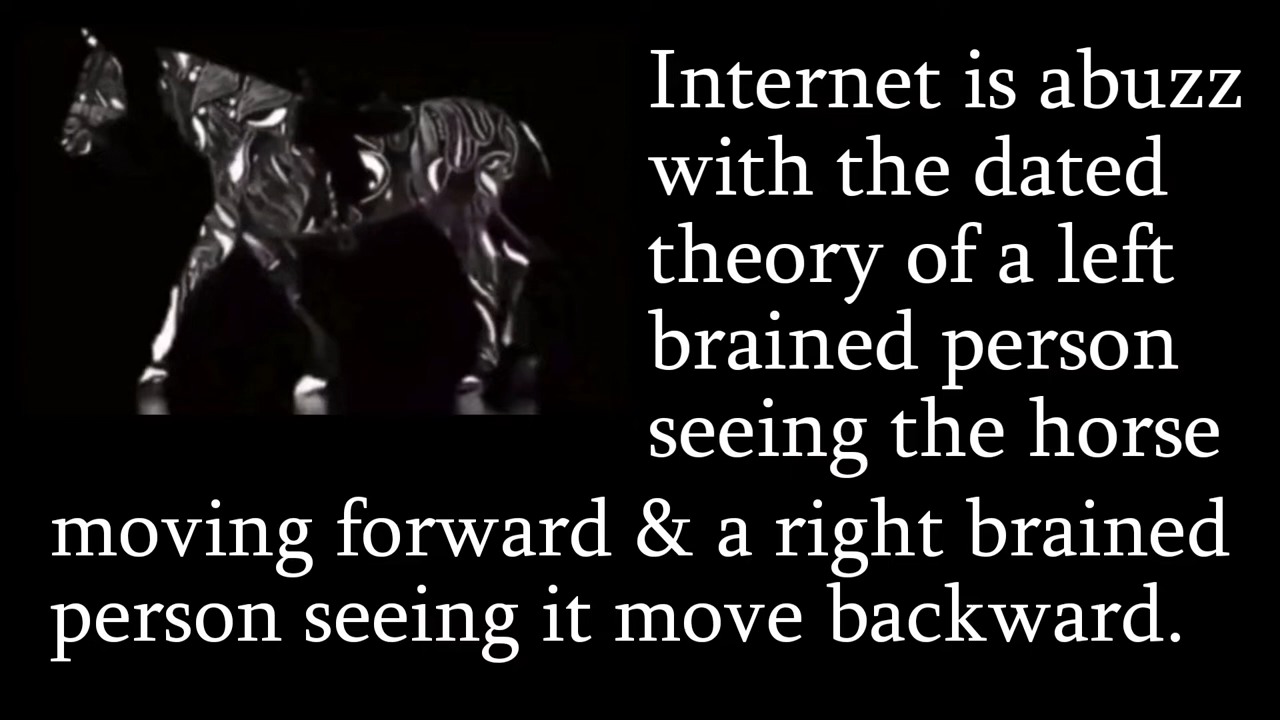 Internet is abuzz
with the dated
theory of a left
brained person
seeing the horse
moving forward & a right brained
person seeing it move backward.